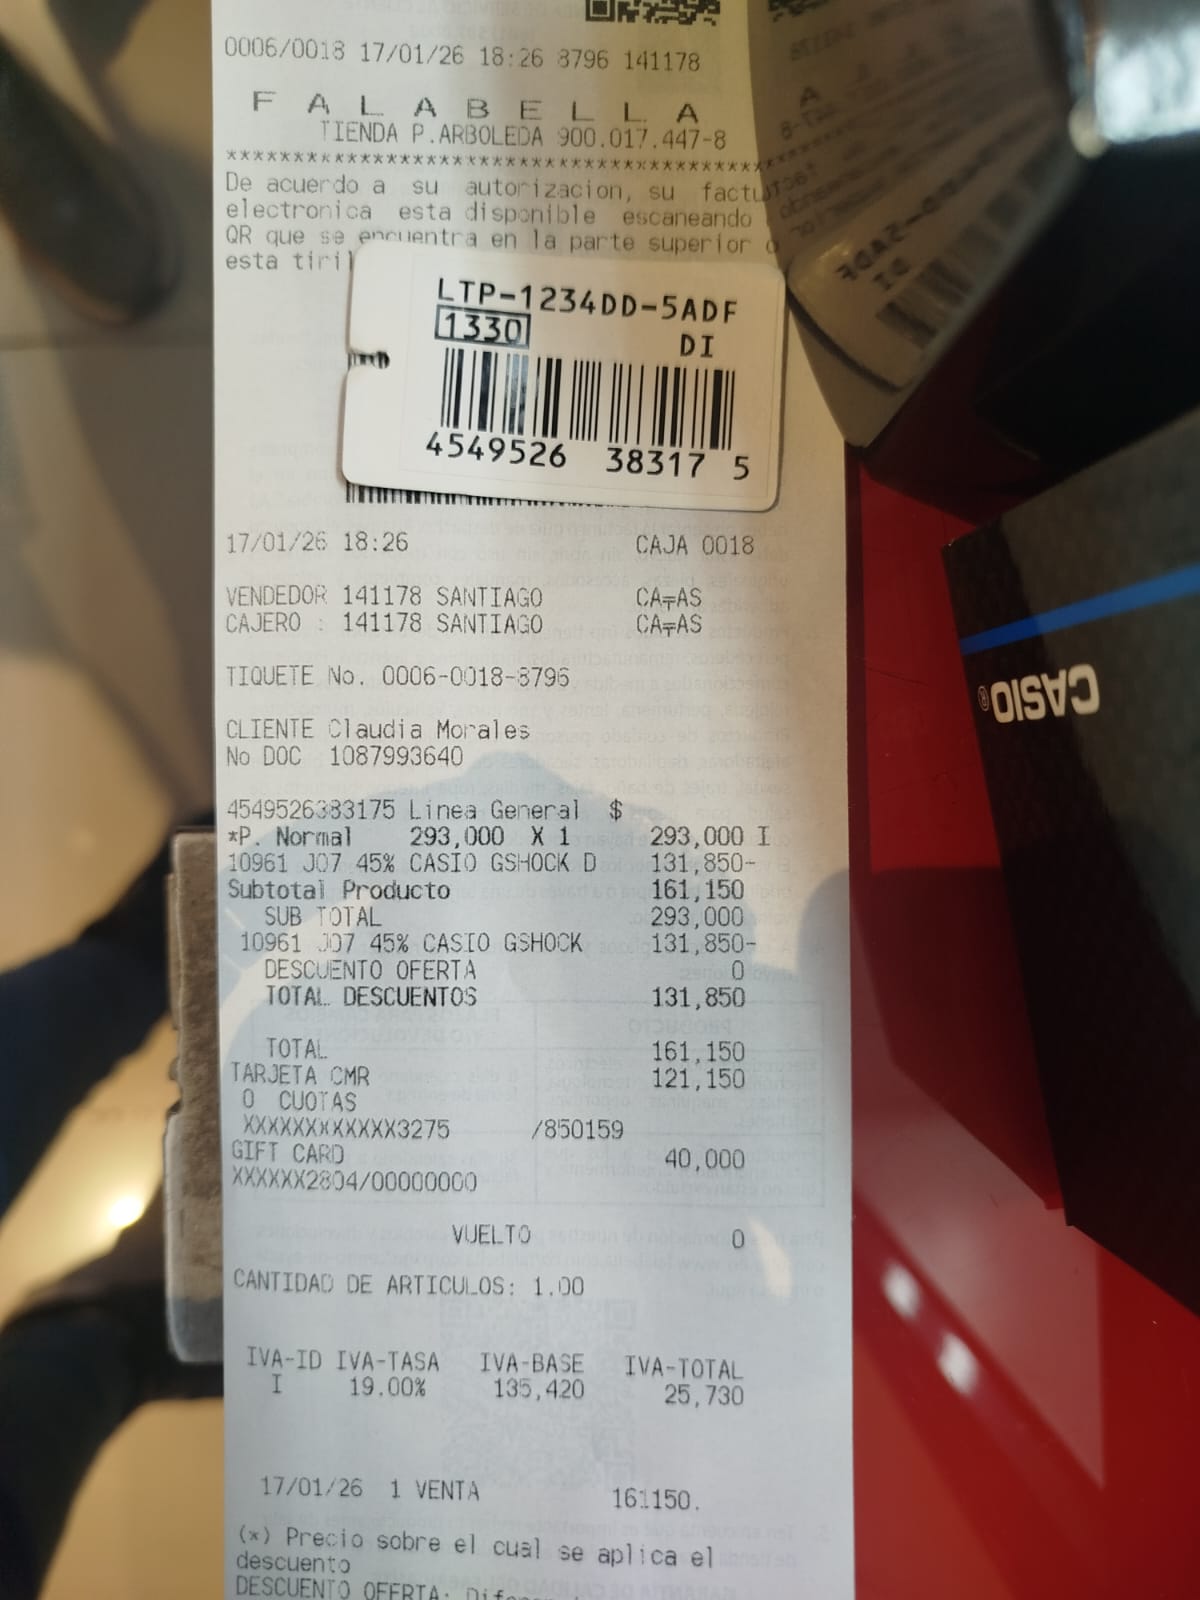 0006/0018 17/01/26 18:26 8796 141178
F A L A B E L L A
TIENDA P.ARBOLEDA 900.017.447-8
******************************************
De acuerdo a su autorizacion, su factu
electronica esta disponible escaneando
QR que se encuentra en la parte superior
esta tiril
LTP-1234DD-5ADF
1330 DI
4549526 38317 5
17/01/26 18:26 CAJA 0018
VENDEDOR 141178 SANTIAGO CA╤AS
CAJERO : 141178 SANTIAGO CA╤AS
TIQUETE No. 0006-0018-8796
CLIENTE Claudia Morales
No DOC 1087993640
4549526383175 Linea General $
*P. Normal 293,000 X 1 293,000 I
10961 J07 45% CASIO GSHOCK D 131,850-
Subtotal Producto 161,150
SUB TOTAL 293,000
10961 J07 45% CASIO GSHOCK 131,850-
DESCUENTO OFERTA 0
TOTAL DESCUENTOS 131,850
TOTAL 161,150
TARJETA CMR 121,150
0 CUOTAS
XXXXXXXXXXXX3275 /850159
GIFT CARD 40,000
XXXXXX2804/00000000
VUELTO 0
CANTIDAD DE ARTICULOS: 1.00
IVA-ID IVA-TASA IVA-BASE IVA-TOTAL
I 19.00% 135,420 25,730
17/01/26 1 VENTA 161150.
(*) Precio sobre el cual se aplica el
descuento
DESCUENTO OFERTA:
CASIO®